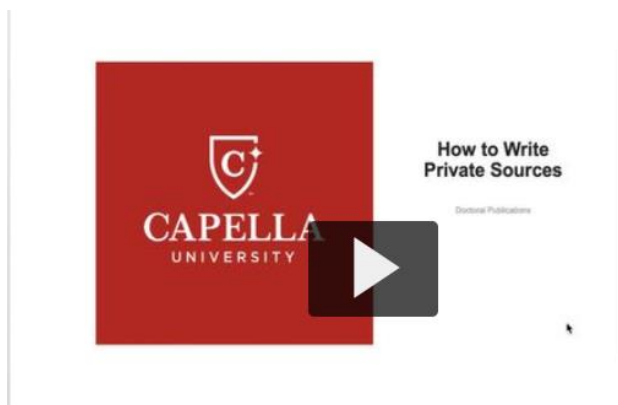 C
CAPELLA
UNIVERSITY
How to Write
Private Sources
Doctoral Publications